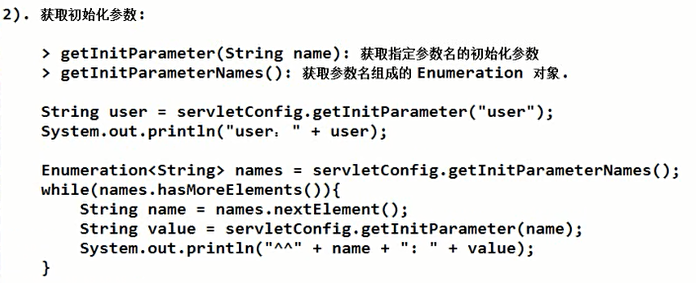 2). 获取初始化参数:
> getInitParameter(String name): 获取指定参数名的初始化参数
> getInitParameterNames(): 获取参数名组成的 Enumeration 对象.
String user = servletConfig.getInitParameter("user");
System.out.println("user: " + user);
Enumeration<String> names = servletConfig.getInitParameterNames();
while(names.hasMoreElements()){
String name = names.nextElement();
String value = servletConfig.getInitParameter(name);
System.out.println("^^" + name + ": " + value);
}